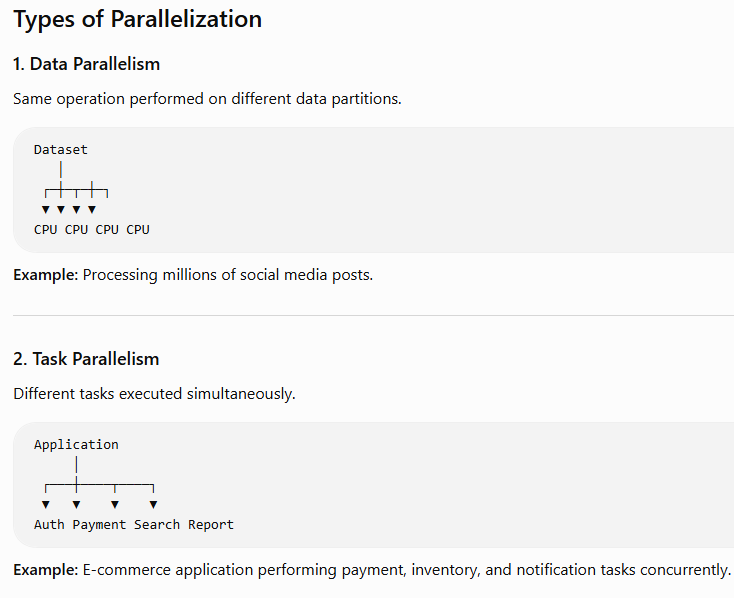 Types of Parallelization
1. Data Parallelism
Same operation performed on different data partitions.
Dataset
│
┌─┼─┬─┼─┐
▼ ▼ ▼ ▼
CPU CPU CPU CPU
Example: Processing millions of social media posts.
2. Task Parallelism
Different tasks executed simultaneously.
Application
│
┌───┼────┬────┐
▼ ▼ ▼ ▼
Auth Payment Search Report
Example: E-commerce application performing payment, inventory, and notification tasks concurrently.